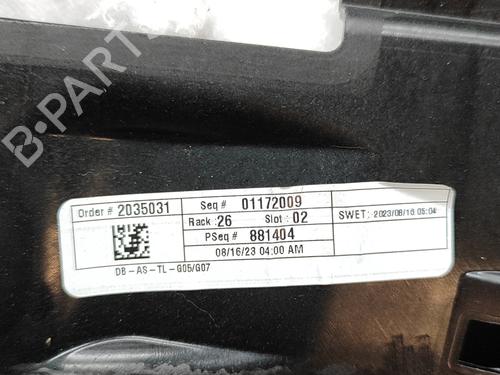 B-PARTS
Order # 2035031
Seq # 01172009
Rack: 26 Slot: 02
PSeq # 881404
08/16/23 04:00 AM
SWET: 2023/08/16 05:04
DB-AS-TL-G05/G07